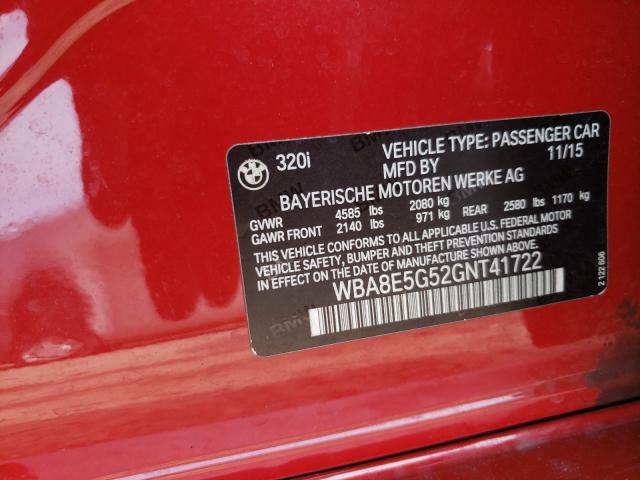 BMW
320i
VEHICLE TYPE: PASSENGER CAR
MFD BY 11/15
BAYERISCHE MOTOREN WERKE AG
GVWR 4585 lbs 2080 kg
GAWR FRONT 2140 lbs 971 kg REAR 2580 lbs 1170 kg
THIS VEHICLE CONFORMS TO ALL APPLICABLE U.S. FEDERAL MOTOR
VEHICLE SAFETY, BUMPER AND THEFT PREVENTION STANDARDS
IN EFFECT ON THE DATE OF MANUFACTURE SHOWN ABOVE.
WBA8E5G52GNT41722
2 122 606